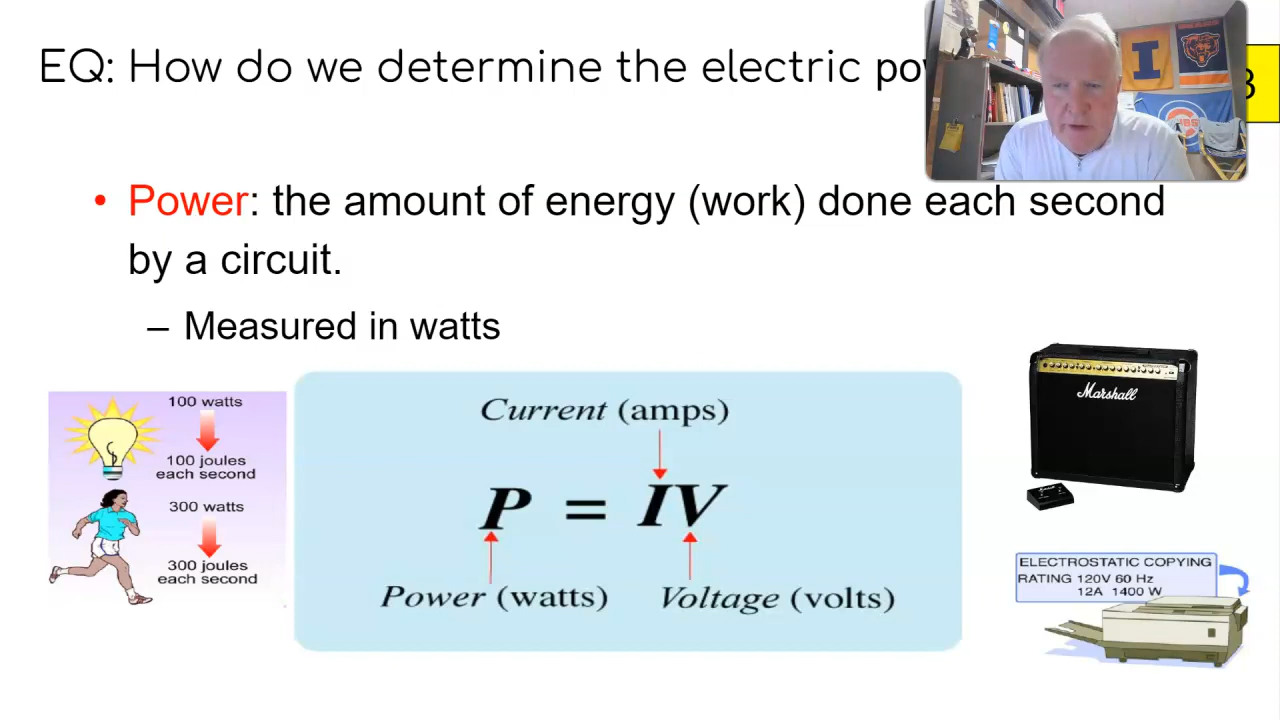 EQ: How do we determine the electric
3
• Power: the amount of energy (work) done each second
by a circuit.
– Measured in watts
100 watts
100 joules
each second
300 watts
300 joules
each second
Current (amps)
P = IV
Power (watts)
Voltage (volts)
Marshall
ELECTROSTATIC COPYING
RATING 120V 60 Hz
12A 1400 W